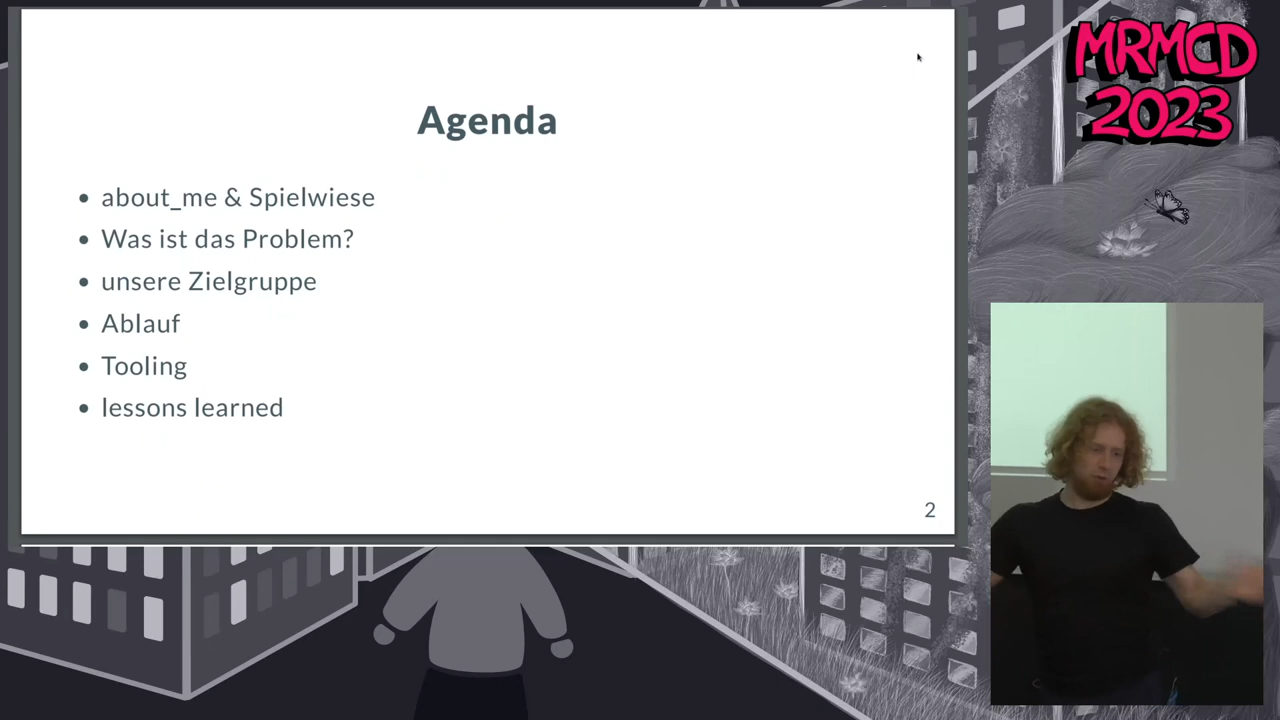 Agenda
about_me & Spielwiese
Was ist das Problem?
unsere Zielgruppe
Ablauf
Tooling
lessons learned
2
MRMCD
2023